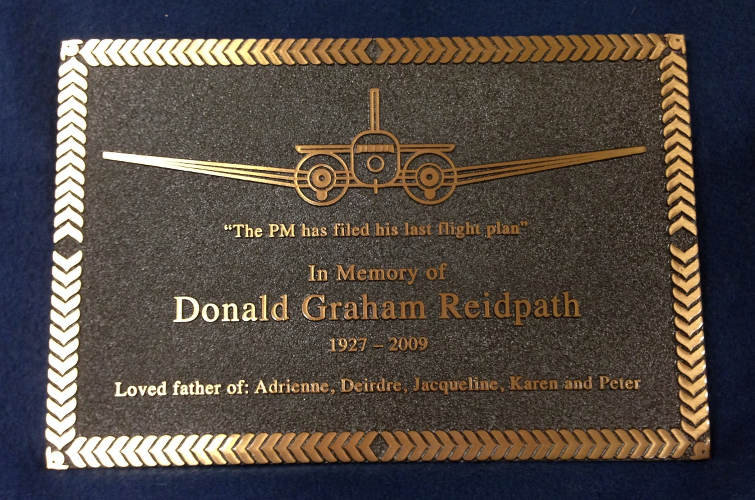 “The PM has filed his last flight plan”
In Memory of
Donald Graham Reidpath
1927 – 2009
Loved father of: Adrienne, Deirdre, Jacqueline, Karen and Peter